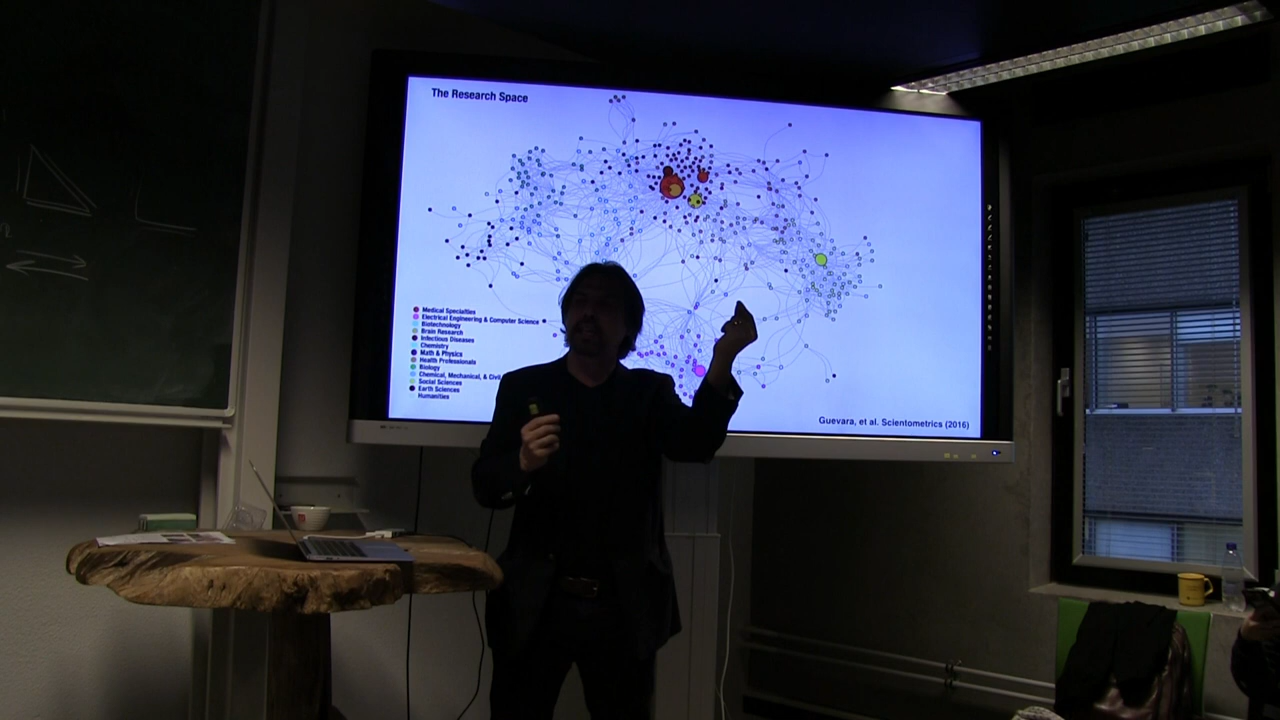 The Research Space
Medical Specialties
Electrical Engineering & Computer Science
Biotechnology
Brain Research
Infectious Diseases
Chemistry
Math & Physics
Health Professionals
Biology
Chemical, Mechanical, & Civil
Social Sciences
Earth Sciences
Humanities
Guevara, et al. Scientometrics (2016)